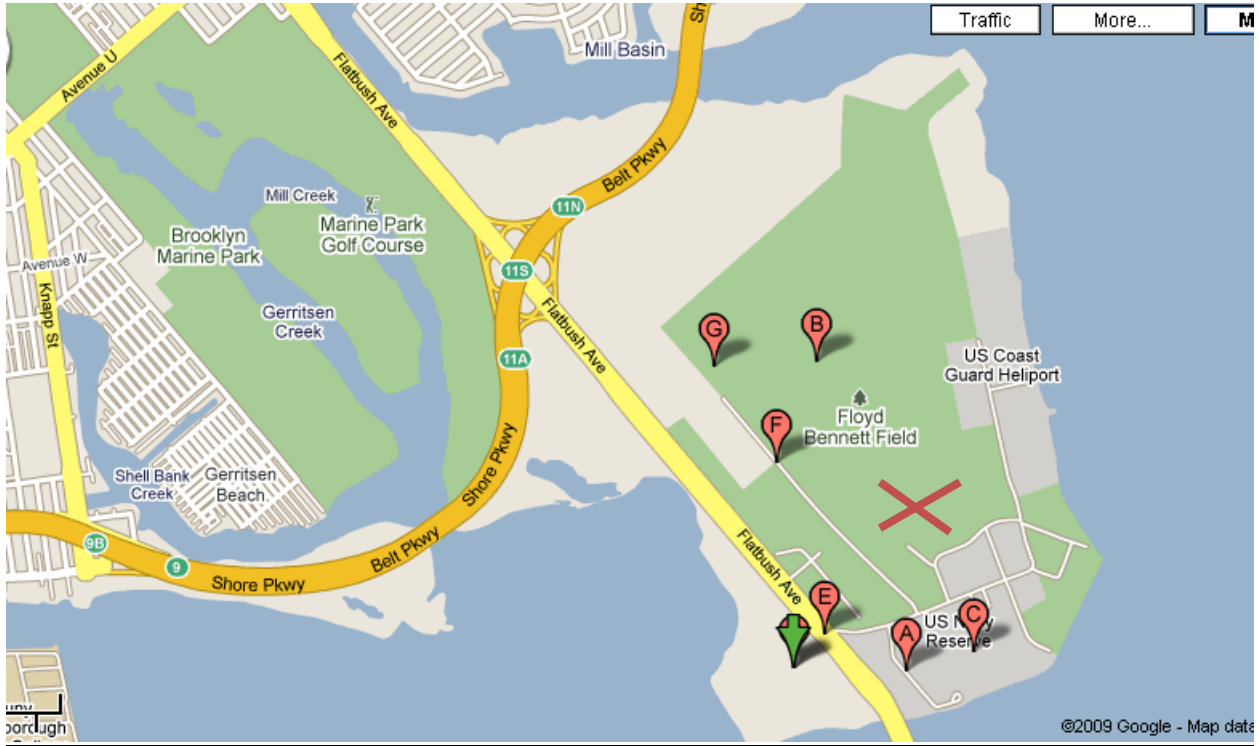 Traffic
More...
M
Sh
Mill Basin
Avenue U
Flatbush Ave
Belt Pkwy
11N
Mill Creek
Marine Park
Golf Course
Brooklyn
Marine Park
Avenue W
11S
Knapp St
Gerritsen
Creek
Flatbush Ave
11A
G
B
US Coast
Guard Heliport
F
Floyd
Bennett Field
Shell Bank
Creek
Gerritsen
Beach
Shore Pkwy
Belt Pkwy
9B
9
Shore Pkwy
Flatbush Ave
E
A
C
US
Reserve
©2009 Google - Map data